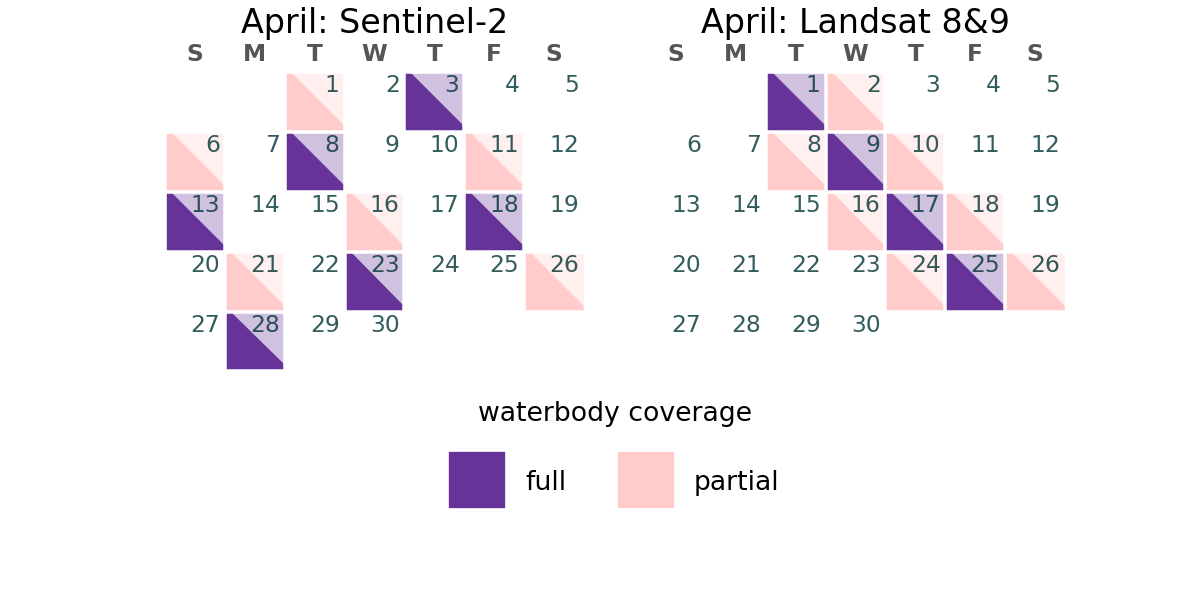 April: Sentinel-2
S M T W T F S
1 2 3 4 5
6 7 8 9 10 11 12
13 14 15 16 17 18 19
20 21 22 23 24 25 26
27 28 29 30
April: Landsat 8&9
S M T W T F S
1 2 3 4 5
6 7 8 9 10 11 12
13 14 15 16 17 18 19
20 21 22 23 24 25 26
27 28 29 30
waterbody coverage
full
partial